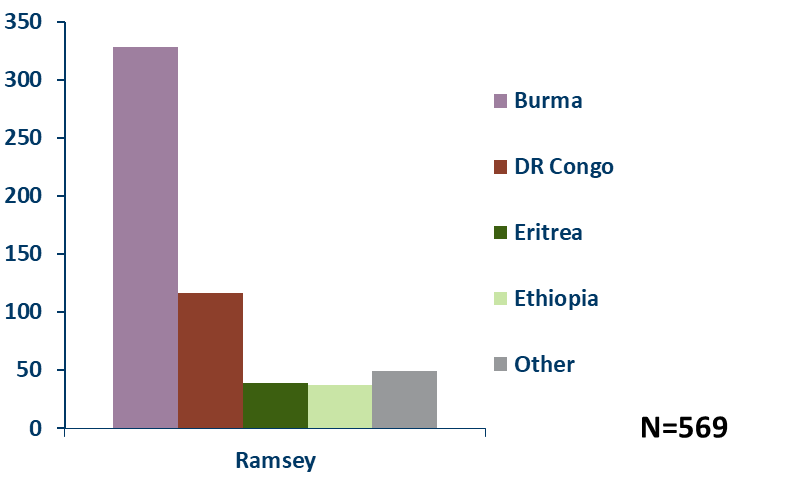 350
300
250
200
150
100
50
0
Ramsey
Burma
DR Congo
Eritrea
Ethiopia
Other
N=569